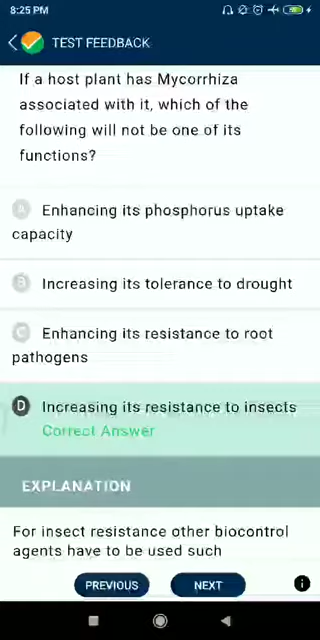 8:25 PM
TEST FEEDBACK
If a host plant has Mycorrhiza
associated with it, which of the
following will not be one of its
functions?
A Enhancing its phosphorus uptake
capacity
B Increasing its tolerance to drought
C Enhancing its resistance to root
pathogens
D Increasing its resistance to insects
Correct Answer
EXPLANATION
For insect resistance other biocontrol
agents have to be used such
PREVIOUS NEXT